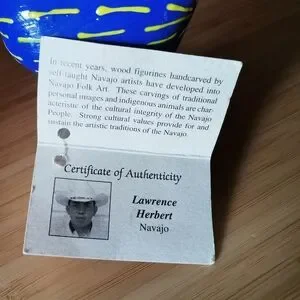 In recent years, wood figurines handcarved by
self taught Navajo artists have developed into
Navajo Folk Art. These carvings of traditional
personal images and indigenous animals are char-
acteristic of the cultural integrity of the Navajo
People. Strong cultural values provide for and
sustain the artistic traditions of the Navajo.
Certificate of Authenticity
Lawrence
Herbert
Navajo